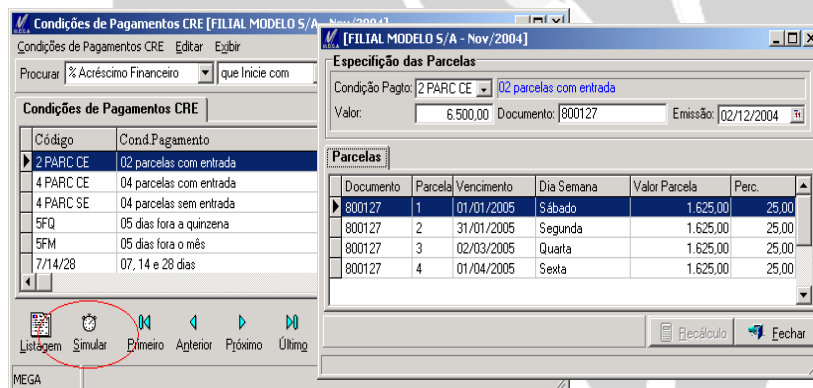 Condições de Pagamentos CRE [FILIAL MODELO S/A - Nov/2004]
Condições de Pagamentos CRE Editar Exibir
Procurar % Acréscimo Financeiro que Inicie com
Condições de Pagamentos CRE
Código Cond.Pagamento
2 PARC CE 02 parcelas com entrada
4 PARC CE 04 parcelas com entrada
4 PARC SE 04 parcelas sem entrada
5FQ 05 dias fora a quinzena
5FM 05 dias fora o mês
7/14/28 07, 14 e 28 dias
Listagem Simular Primeiro Anterior Próximo Último
MEGA
[FILIAL MODELO S/A - Nov/2004]
Especifição das Parcelas
Condição Pagto: 2 PARC CE 02 parcelas com entrada
Valor: 6.500,00 Documento: 800127 Emissão: 02/12/2004
Parcelas
Documento Parcela Vencimento Dia Semana Valor Parcela Perc.
800127 1 01/01/2005 Sábado 1.625,00 25,00
800127 2 31/01/2005 Segunda 1.625,00 25,00
800127 3 02/03/2005 Quarta 1.625,00 25,00
800127 4 01/04/2005 Sexta 1.625,00 25,00
Recálculo Fechar